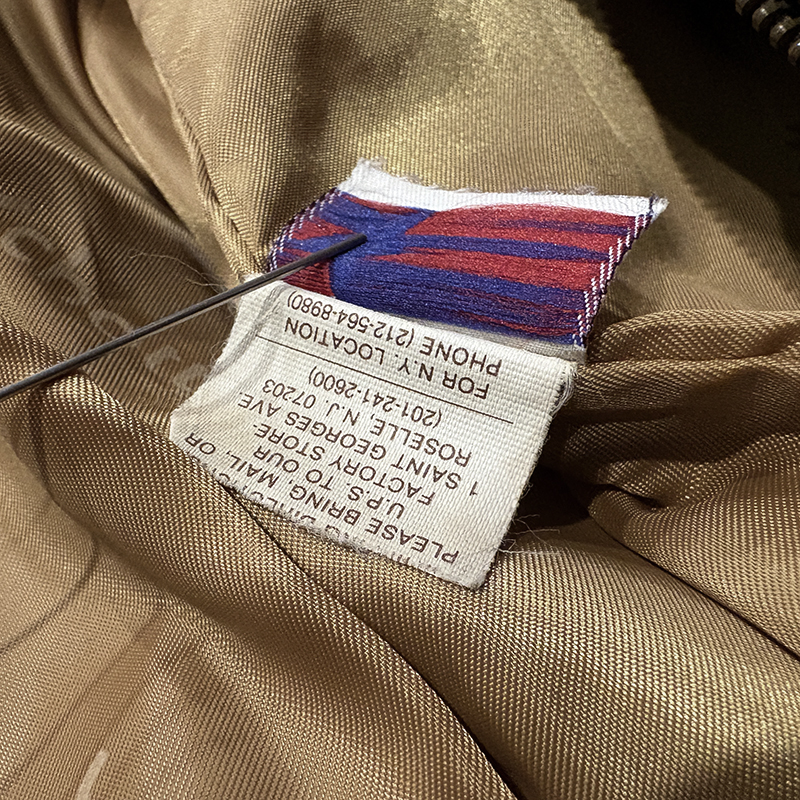 PLEASE BRING, MAIL, OR
U.P.S. TO OUR
FACTORY STORE.
1 SAINT GEORGES AVE.
ROSELLE, N.J. 07203
(201-241-2600)
FOR N.Y. LOCATION
PHONE (212-564-8980)